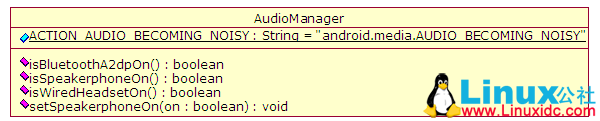 AudioManager
ACTION_AUDIO_BECOMING_NOISY : String = "android.media.AUDIO_BECOMING_NOISY"
isBluetoothA2dpOn() : boolean
isSpeakerphoneOn() : boolean
isWiredHeadsetOn() : boolean
setSpeakerphoneOn(on : boolean) : void
Linux公社
www.Linuxidc.com